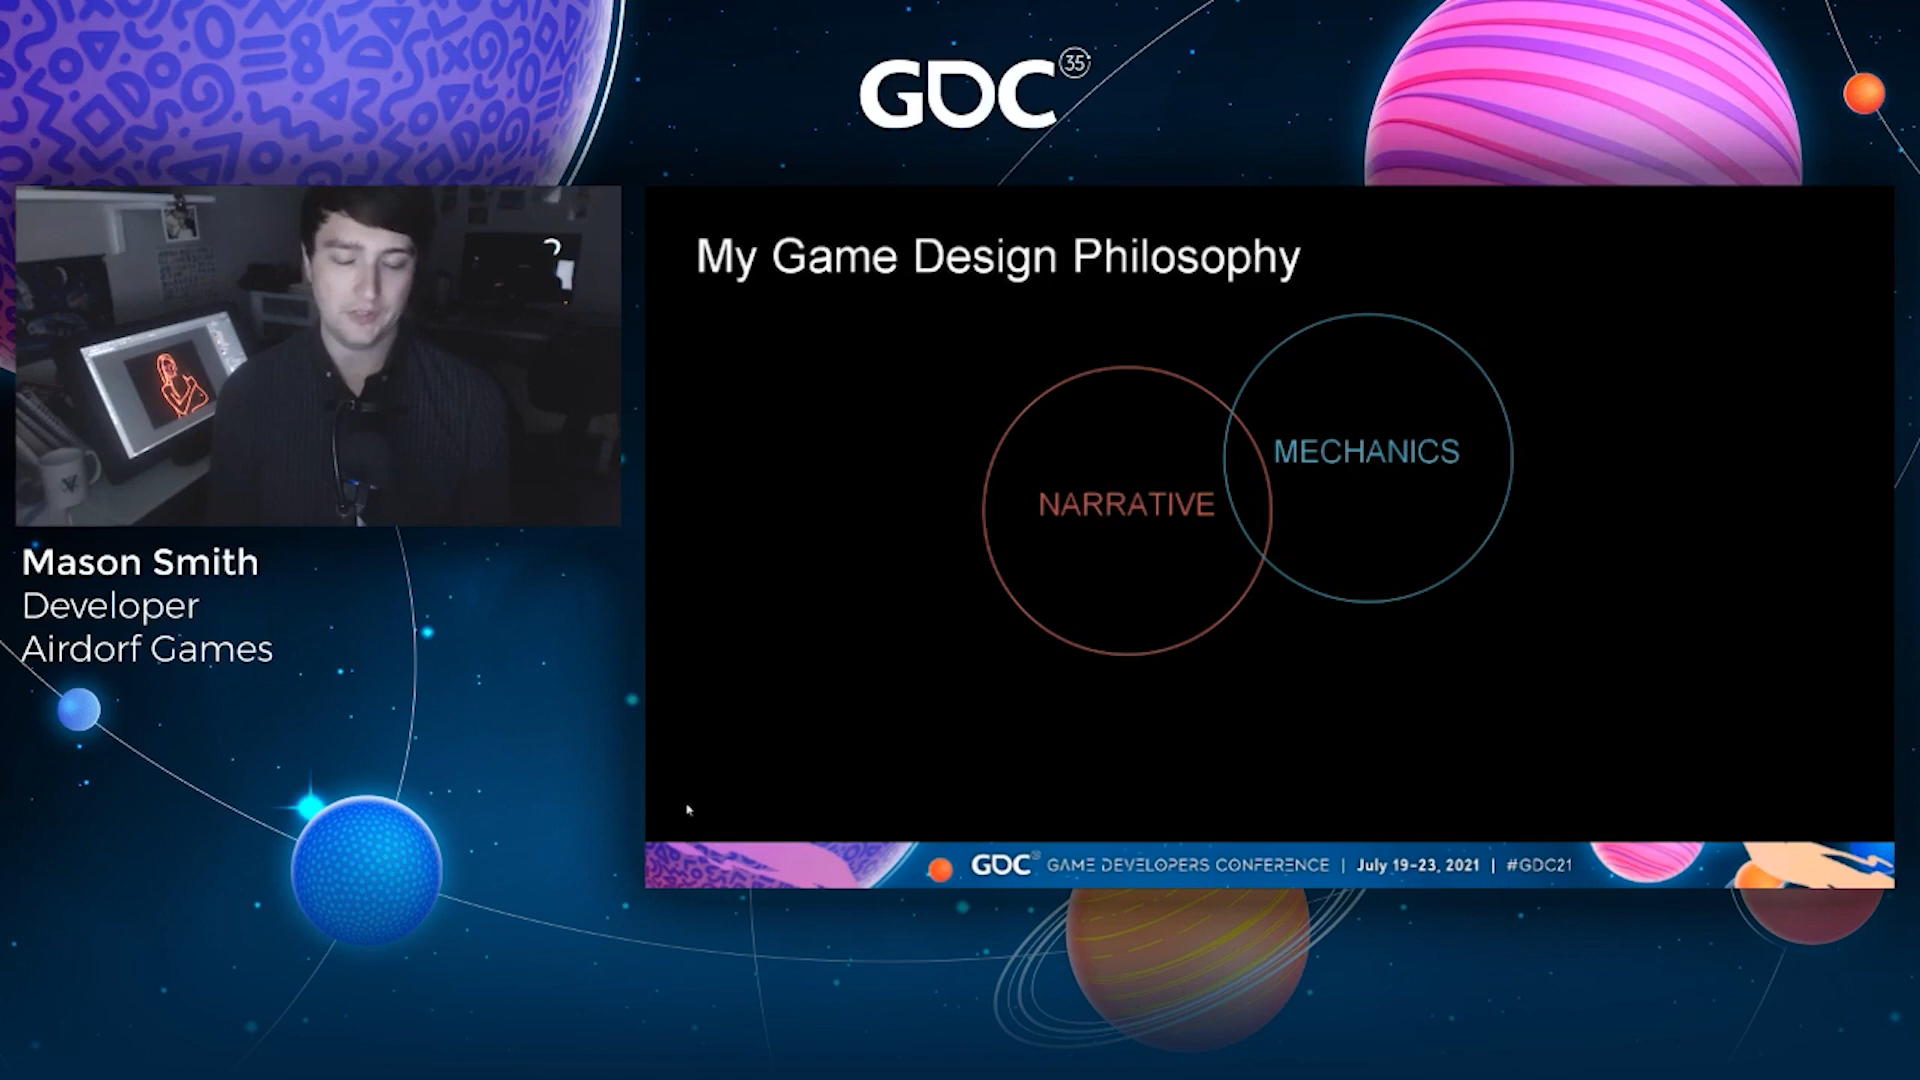 GDC 35
My Game Design Philosophy
MECHANICS
NARRATIVE
Mason Smith
Developer
Airdorf Games
GDC 35 GAME DEVELOPERS CONFERENCE | July 19-23, 2021 | #GDC21